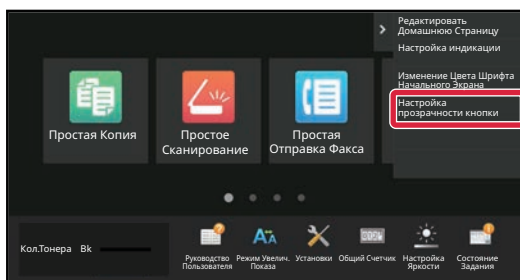 Редактировать
Домашнюю Страницу
Настройка индикации
Изменение Цвета Шрифта
Начального Экрана
Настройка
прозрачности кнопки
Простая Копия
Простое
Сканирование
Простая
Отправка Факса
Кол.Тонера Bk
Руководство
Пользователя
Режим Увелич.
Показа
Установки
Общий Счетчик
Настройка
Яркости
Состояние
Задания